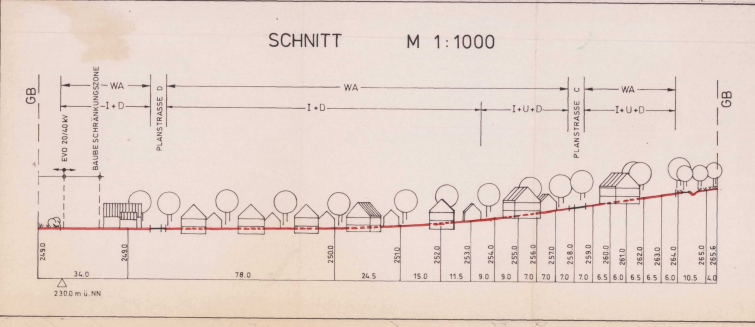 SCHNITT M 1:1000
GB
WA
WA
WA
GB
I+D
I+D
I+U+D
I+U+D
EVO 20/40 kV
BAUBESCHRÄNKUNGSZONE
PLANSTRASSE D
PLANSTRASSE C
249.0
249.0
250.0
251.0
252.0
253.0
254.0
255.0
256.0
257.0
258.0
259.0
260.0
261.0
262.0
263.0
264.0
265.0
265.6
34.0
78.0
24.5
15.0
11.5
9.0
9.0
7.0
7.0
7.0
7.0
6.5
6.0
6.5
6.5
6.0
10.5
4.0
230.0 m ü. NN